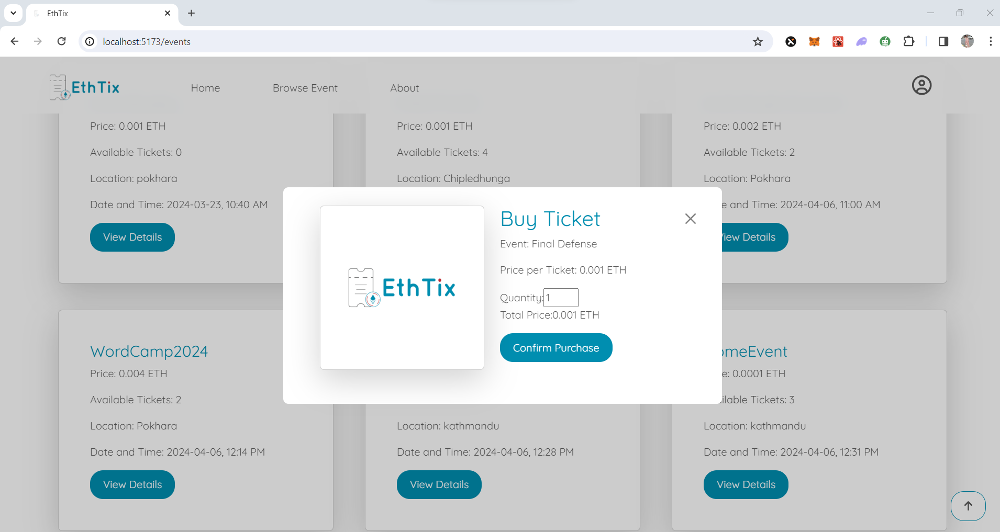 EthTix
localhost:5173/events
EthTix
Home
Browse Event
About
Price: 0.001 ETH
Available Tickets: 0
Location: pokhara
Date and Time: 2024-03-23, 10:40 AM
View Details
Price: 0.001 ETH
Available Tickets: 4
Location: Chipledhunga
Price: 0.002 ETH
Available Tickets: 2
Location: Pokhara
e and Time: 2024-04-06, 11:00 AM
View Details
EthTix
Buy Ticket
Event: Final Defense
Price per Ticket: 0.001 ETH
Quantity:1
Total Price:0.001 ETH
Confirm Purchase
WordCamp2024
Price: 0.004 ETH
Available Tickets: 2
Location: Pokhara
Date and Time: 2024-04-06, 12:14 PM
View Details
Location: kathmandu
Date and Time: 2024-04-06, 12:28 PM
View Details
omeEvent
e: 0.0001 ETH
ilable Tickets: 3
Location: kathmandu
Date and Time: 2024-04-06, 12:31 PM
View Details